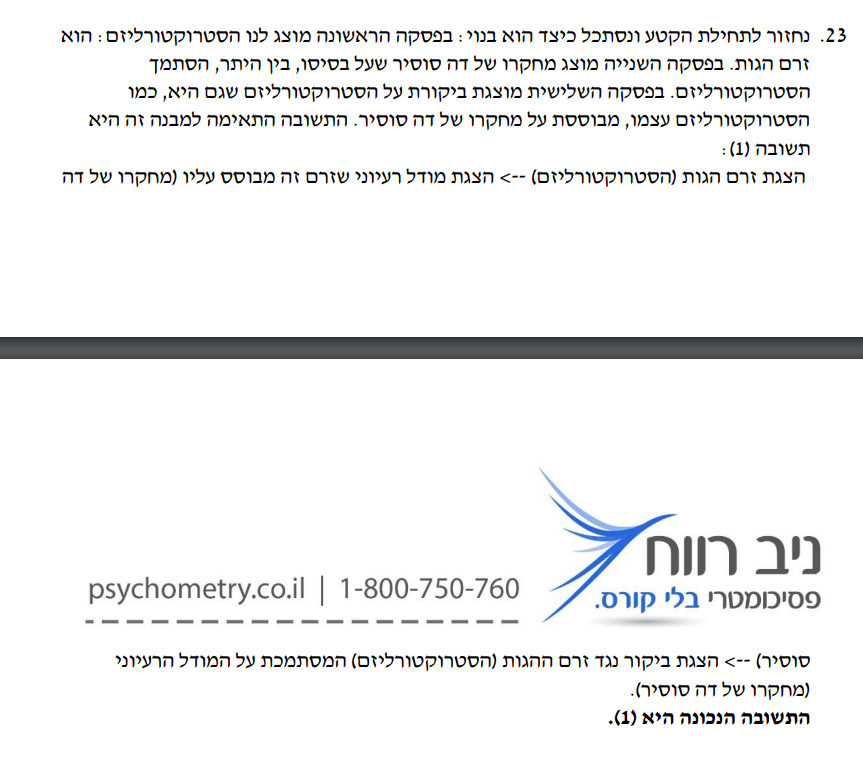 23. נחזור לתחילת הקטע ונסתכל כיצד הוא בנוי: בפסקה הראשונה מוצג לנו הסטרוקטורליזם: הוא
זרם הגות. בפסקה השנייה מוצג מחקרו של דה סוסיר שעל בסיסו, בין היתר, הסתמך
הסטרוקטורליזם. בפסקה השלישית מוצגת ביקורת על הסטרוקטורליזם שגם היא, כמו
הסטרוקטורליזם עצמו, מבוססת על מחקרו של דה סוסיר. התשובה התאימה למבנה זה היא
תשובה (1):
הצגת זרם הגות (הסטרוקטורליזם) --> הצגת מודל רעיוני שזרם זה מבוסס עליו (מחקרו של דה
ניב רווח
פסיכומטרי בלי קורס.
psychometry.co.il | 1-800-750-760
סוסיר) --> הצגת ביקור נגד זרם ההגות (הסטרוקטורליזם) המסתמכת על המודל הרעיוני
(מחקרו של דה סוסיר).
התשובה הנכונה היא (1).